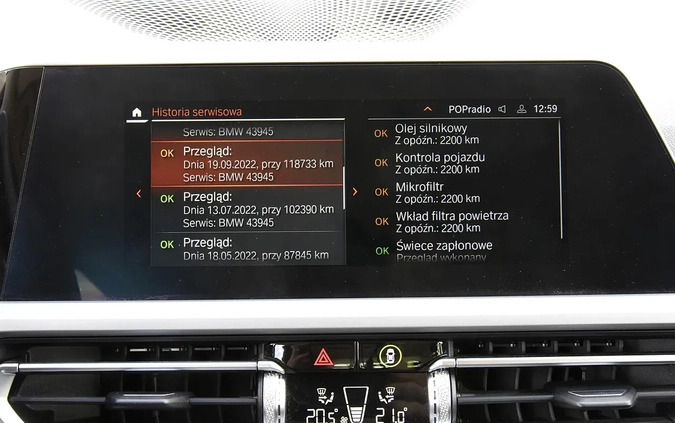 Historia serwisowa
POPradio 12:59
Serwis: BMW 43945
OK Przegląd:
Dnia 19.09.2022, przy 118733 km
Serwis: BMW 43945
OK Przegląd:
Dnia 13.07.2022, przy 102390 km
Serwis: BMW 43945
OK Przegląd:
Dnia 18.05.2022, przy 87845 km
OK Olej silnikowy
Z opóźn.: 2200 km
OK Kontrola pojazdu
Z opóźn.: 2200 km
OK Mikrofiltr
Z opóźn.: 2200 km
OK Wkład filtra powietrza
Z opóźn.: 2200 km
OK Świece zapłonowe
Przegląd wykonany
20.5° 21.0